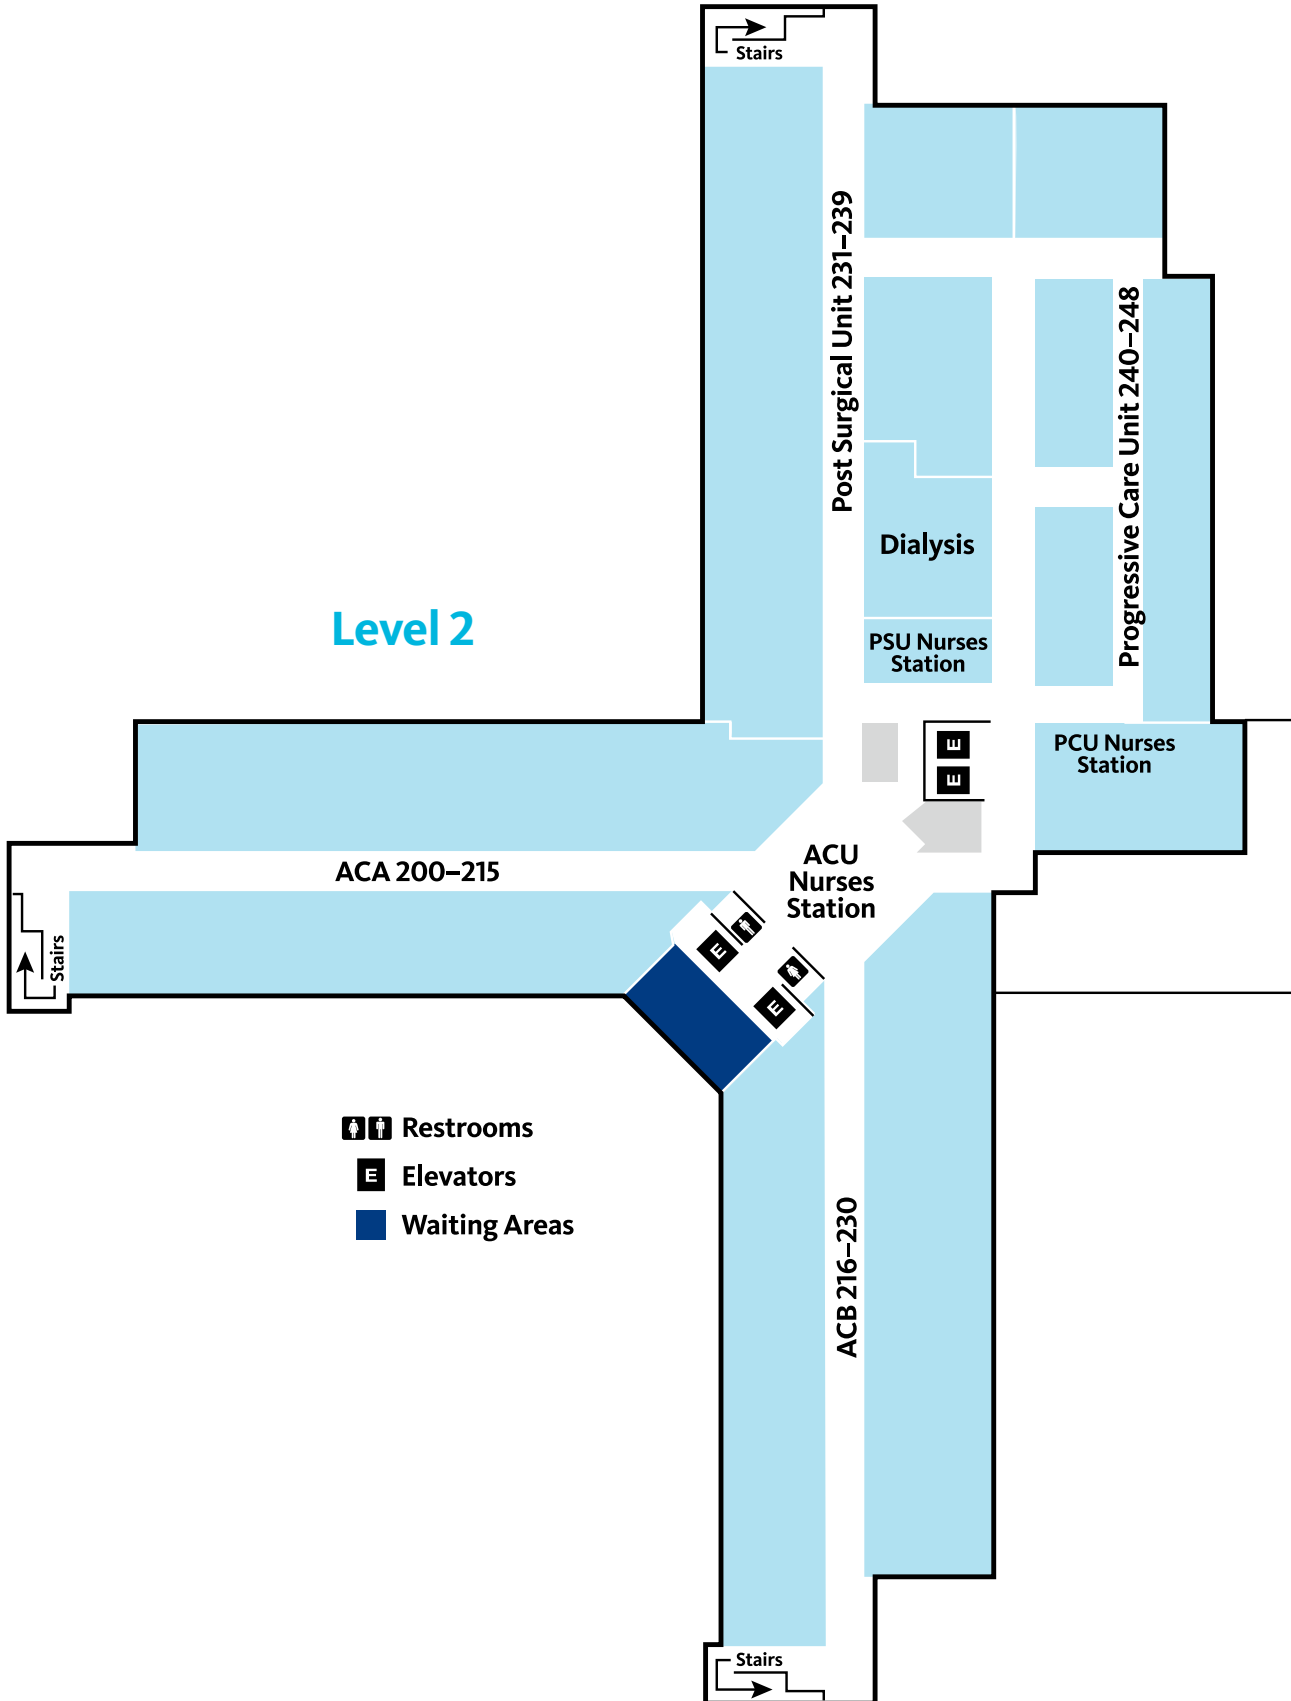 Stairs
Post Surgical Unit 231–239
Progressive Care Unit 240–248
Dialysis
Level 2
PSU Nurses
Station
E
E
PCU Nurses
Station
ACU
Nurses
Station
ACA 200–215
Stairs
E
E
Restrooms
E Elevators
Waiting Areas
ACB 216–230
Stairs